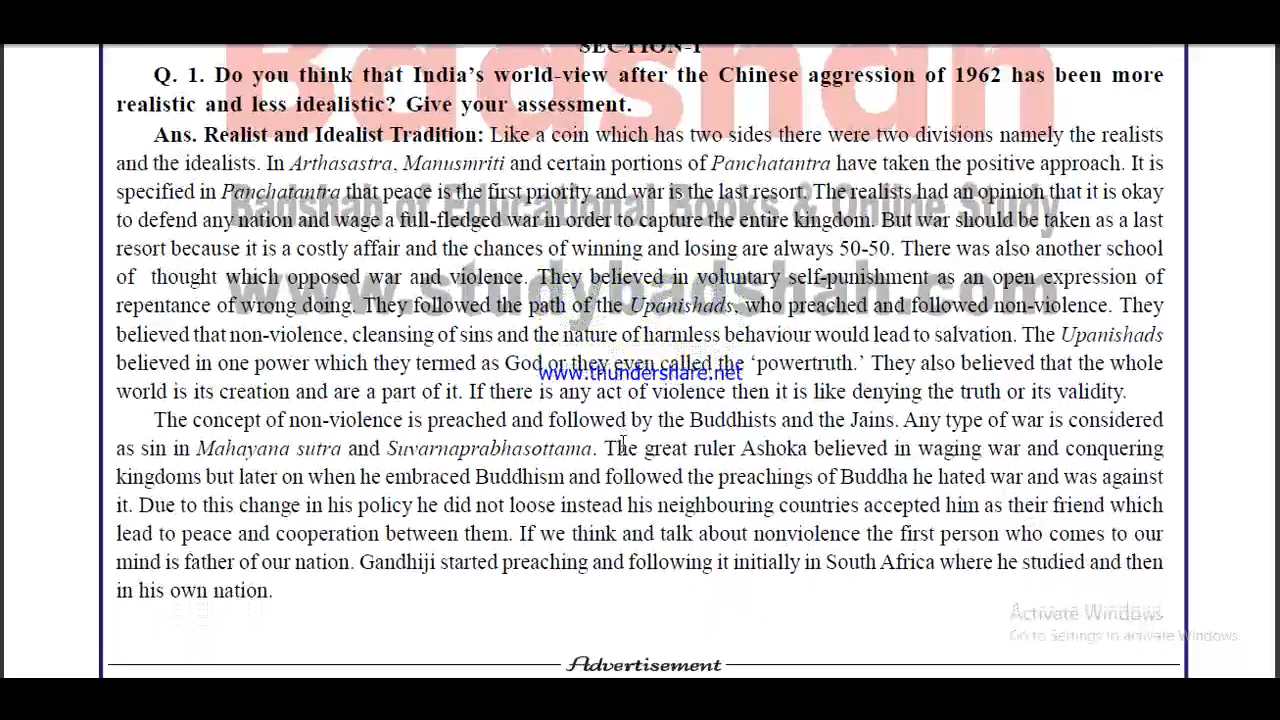 Badshah
SECTION-I
Q. 1. Do you think that India's world-view after the Chinese aggression of 1962 has been more
realistic and less idealistic? Give your assessment.
Ans. Realist and Idealist Tradition: Like a coin which has two sides there were two divisions namely the realists
and the idealists. In Arthasastra, Manusmriti and certain portions of Panchatantra have taken the positive approach. It is
specified in Panchatantra that peace is the first priority and war is the last resort. The realists had an opinion that it is okay
Badshah of Educational Books & Online Study
to defend any nation and wage a full-fledged war in order to capture the entire kingdom. But war should be taken as a last
resort because it is a costly affair and the chances of winning and losing are always 50-50. There was also another school
of thought which opposed war and violence. They believed in voluntary self-punishment as an open expression of
www.studybadshah.com
repentance of wrong doing. They followed the path of the Upanishads, who preached and followed non-violence. They
believed that non-violence, cleansing of sins and the nature of harmless behaviour would lead to salvation. The Upanishads
believed in one power which they termed as God or they even called the 'powertruth.' They also believed that the whole
www.thundershare.net
world is its creation and are a part of it. If there is any act of violence then it is like denying the truth or its validity.
The concept of non-violence is preached and followed by the Buddhists and the Jains. Any type of war is considered
as sin in Mahayana sutra and Suvarnaprabhasottama. The great ruler Ashoka believed in waging war and conquering
kingdoms but later on when he embraced Buddhism and followed the preachings of Buddha he hated war and was against
it. Due to this change in his policy he did not loose instead his neighbouring countries accepted him as their friend which
lead to peace and cooperation between them. If we think and talk about nonviolence the first person who comes to our
mind is father of our nation. Gandhiji started preaching and following it initially in South Africa where he studied and then
in his own nation.
Activate Windows
Go to Settings to activate Windows.
Advertisement